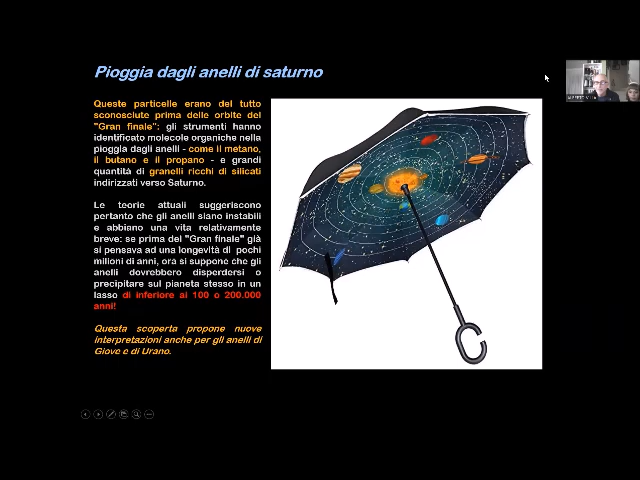 Pioggia dagli anelli di saturno
Queste particelle erano del tutto
sconosciute prima delle orbite del
"Gran finale"; gli strumenti hanno
identificato molecole organiche nella
pioggia dagli anelli - come il metano,
il butano e il propano - e grandi
quantità di granelli ricchi di silicati
indirizzati verso Saturno.
Le teorie attuali suggeriscono
pertanto che gli anelli siano instabili
e abbiano una vita relativamente
breve: se prima del "Gran finale" già
si pensava ad una longevità di pochi
milioni di anni, ora si suppone che gli
anelli dovrebbero disperdersi o
precipitare sul pianeta stesso in un
lasso di inferiore ai 100 o 200.000
anni!
Questa scoperta propone nuove
interpretazioni anche per gli anelli di
Giove e di Urano.